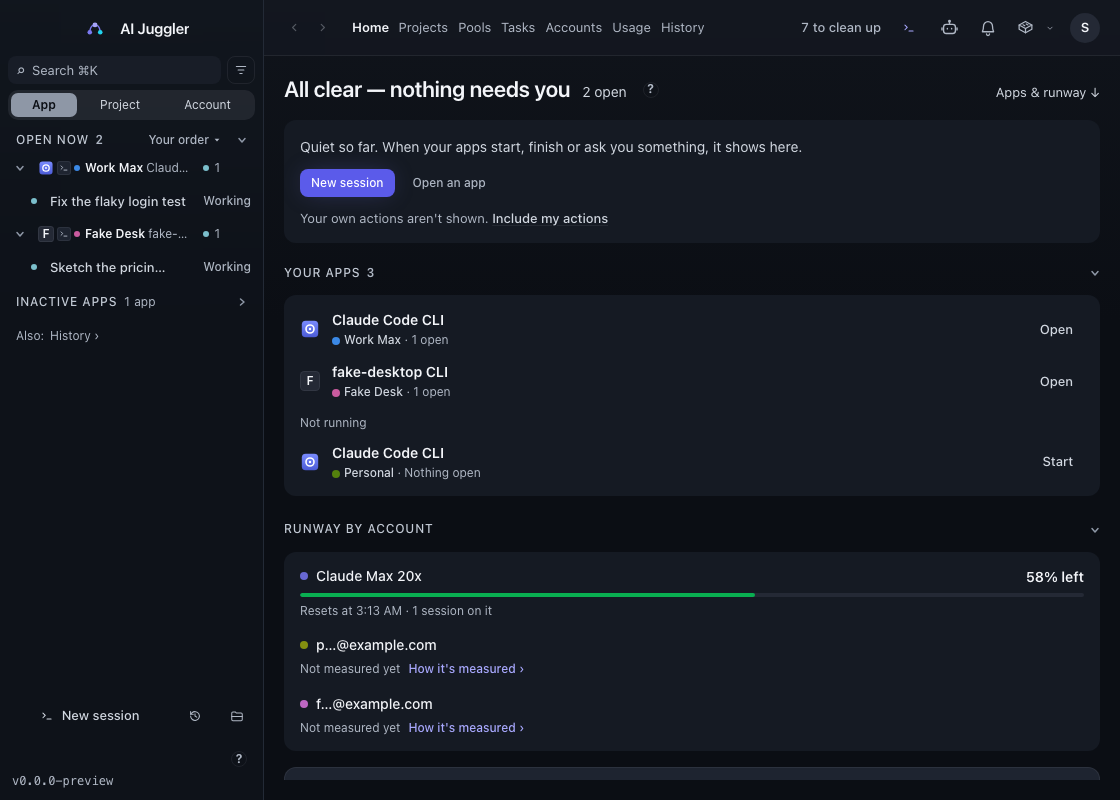 AI Juggler
Search ⌘K
App Project Account
OPEN NOW 2 Your order
Work Max Claud... 1
Fix the flaky login test Working
F Fake Desk fake-... 1
Sketch the pricin... Working
INACTIVE APPS 1 app
Also: History ›
New session
?
v0.0.0-preview
Home Projects Pools Tasks Accounts Usage History 7 to clean up S
All clear — nothing needs you 2 open ? Apps & runway ↓
Quiet so far. When your apps start, finish or ask you something, it shows here.
New session Open an app
Your own actions aren't shown. Include my actions
YOUR APPS 3
Claude Code CLI
Work Max · 1 open Open
F fake-desktop CLI
Fake Desk · 1 open Open
Not running
Claude Code CLI
Personal · Nothing open Start
RUNWAY BY ACCOUNT
Claude Max 20x 58% left
Resets at 3:13 AM · 1 session on it
p...@example.com
Not measured yet How it's measured ›
f...@example.com
Not measured yet How it's measured ›